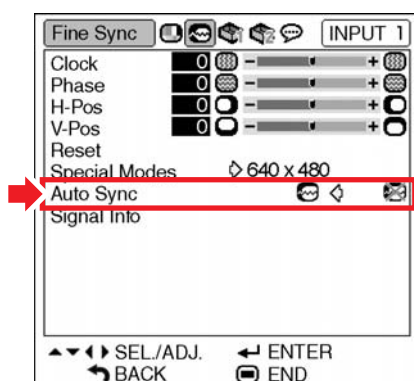 Fine Sync INPUT 1
Clock 0 - +
Phase 0 - +
H-Pos 0 - +
V-Pos 0 - +
Reset
Special Modes 640 x 480
Auto Sync
Signal Info
SEL./ADJ. ENTER
BACK END